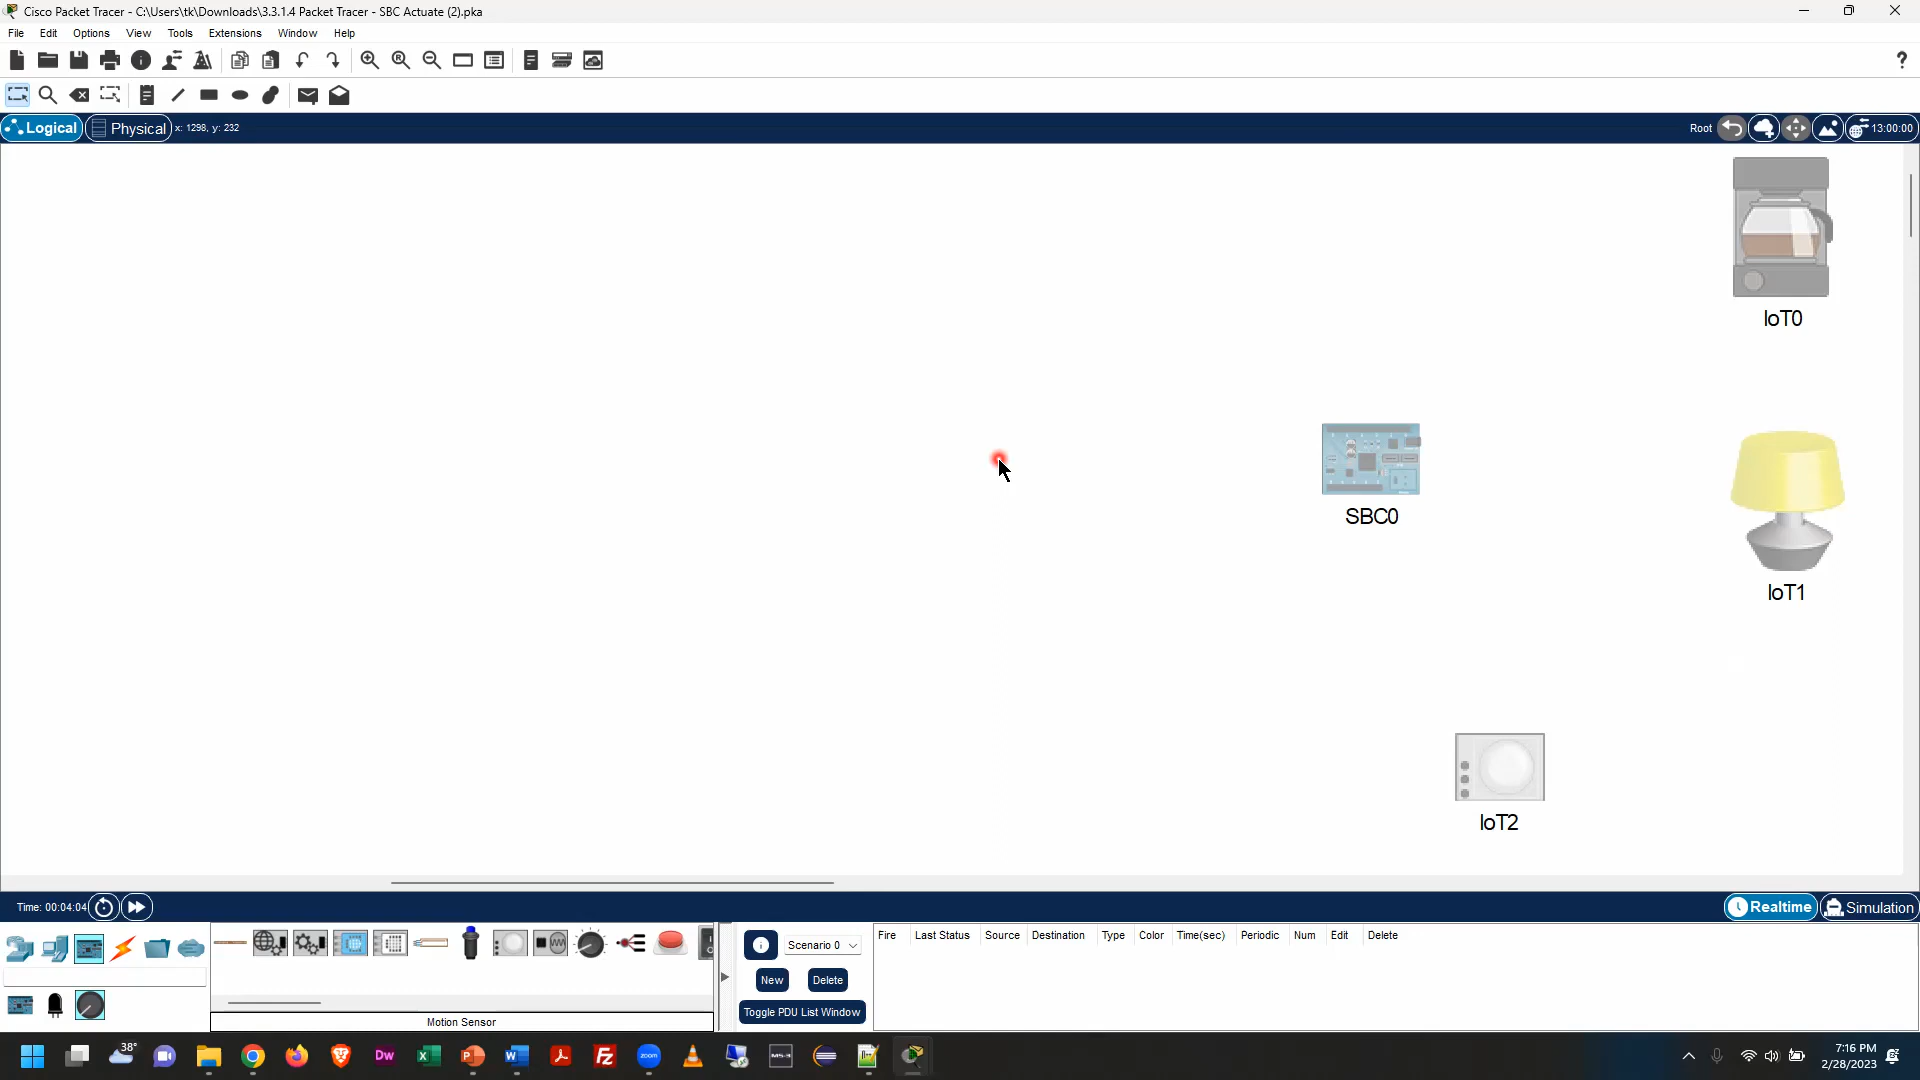 Cisco Packet Tracer - C:\Users\tk\Downloads\3.3.1.4 Packet Tracer - SBC Actuate (2).pka
File Edit Options View Tools Extensions Window Help
Logical Physical x: 1298, y: 232 Root 13:00:00
IoT0
SBC0
IoT1
IoT2
Time: 00:04:04 Realtime Simulation
Scenario 0 Fire Last Status Source Destination Type Color Time(sec) Periodic Num Edit Delete
New Delete
Toggle PDU List Window
Motion Sensor
38°
Dw
zoom
7:16 PM
2/28/2023